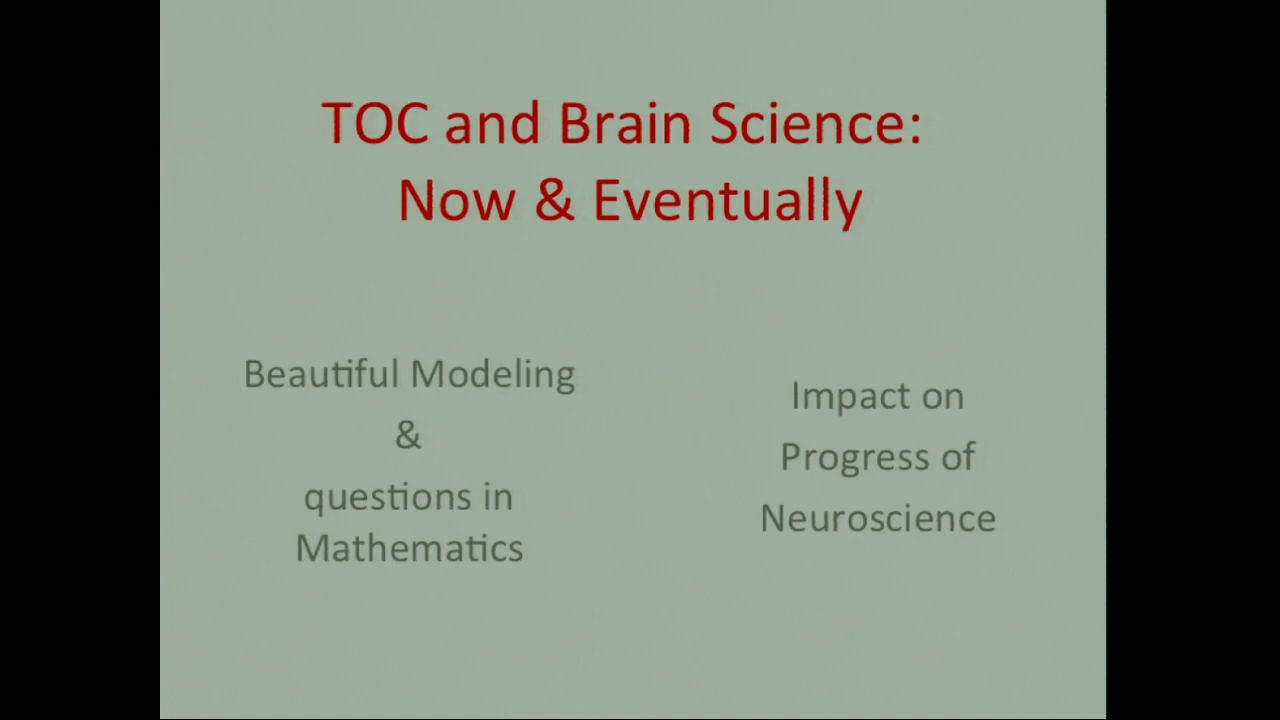 TOC and Brain Science:
Now & Eventually
Beautiful Modeling
&
questions in
Mathematics
Impact on
Progress of
Neuroscience